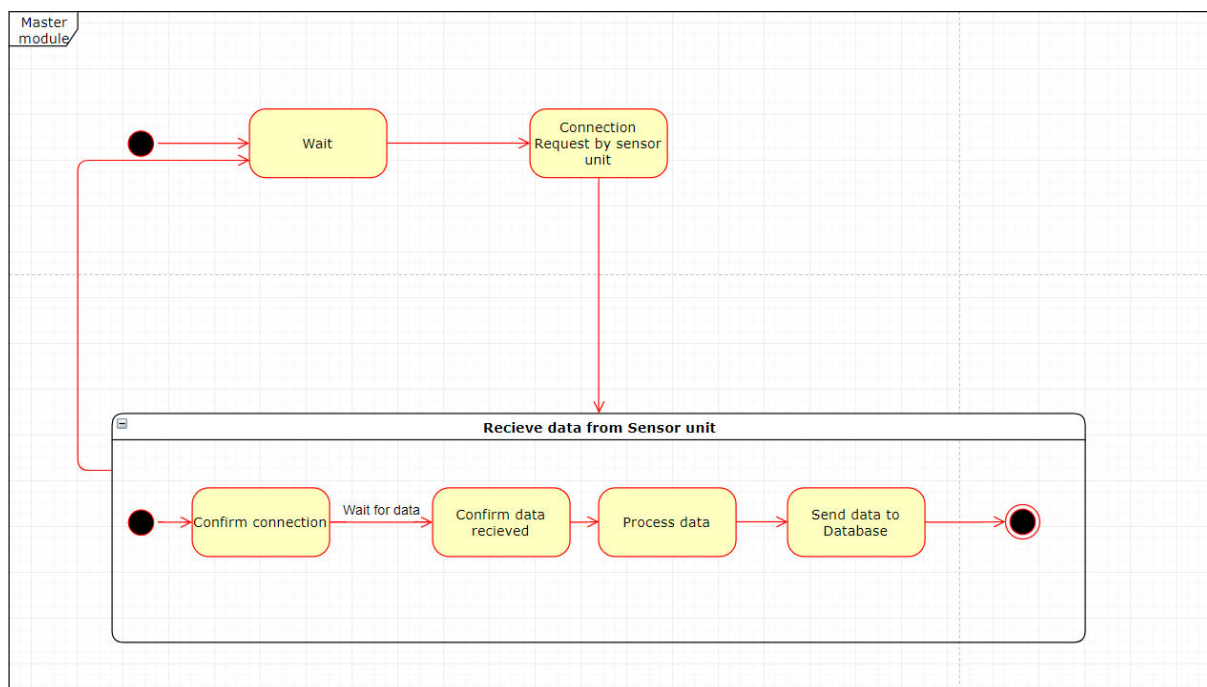 Master
module
Wait
Connection
Request by sensor
unit
Recieve data from Sensor unit
Confirm connection
Wait for data
Confirm data
recieved
Process data
Send data to
Database